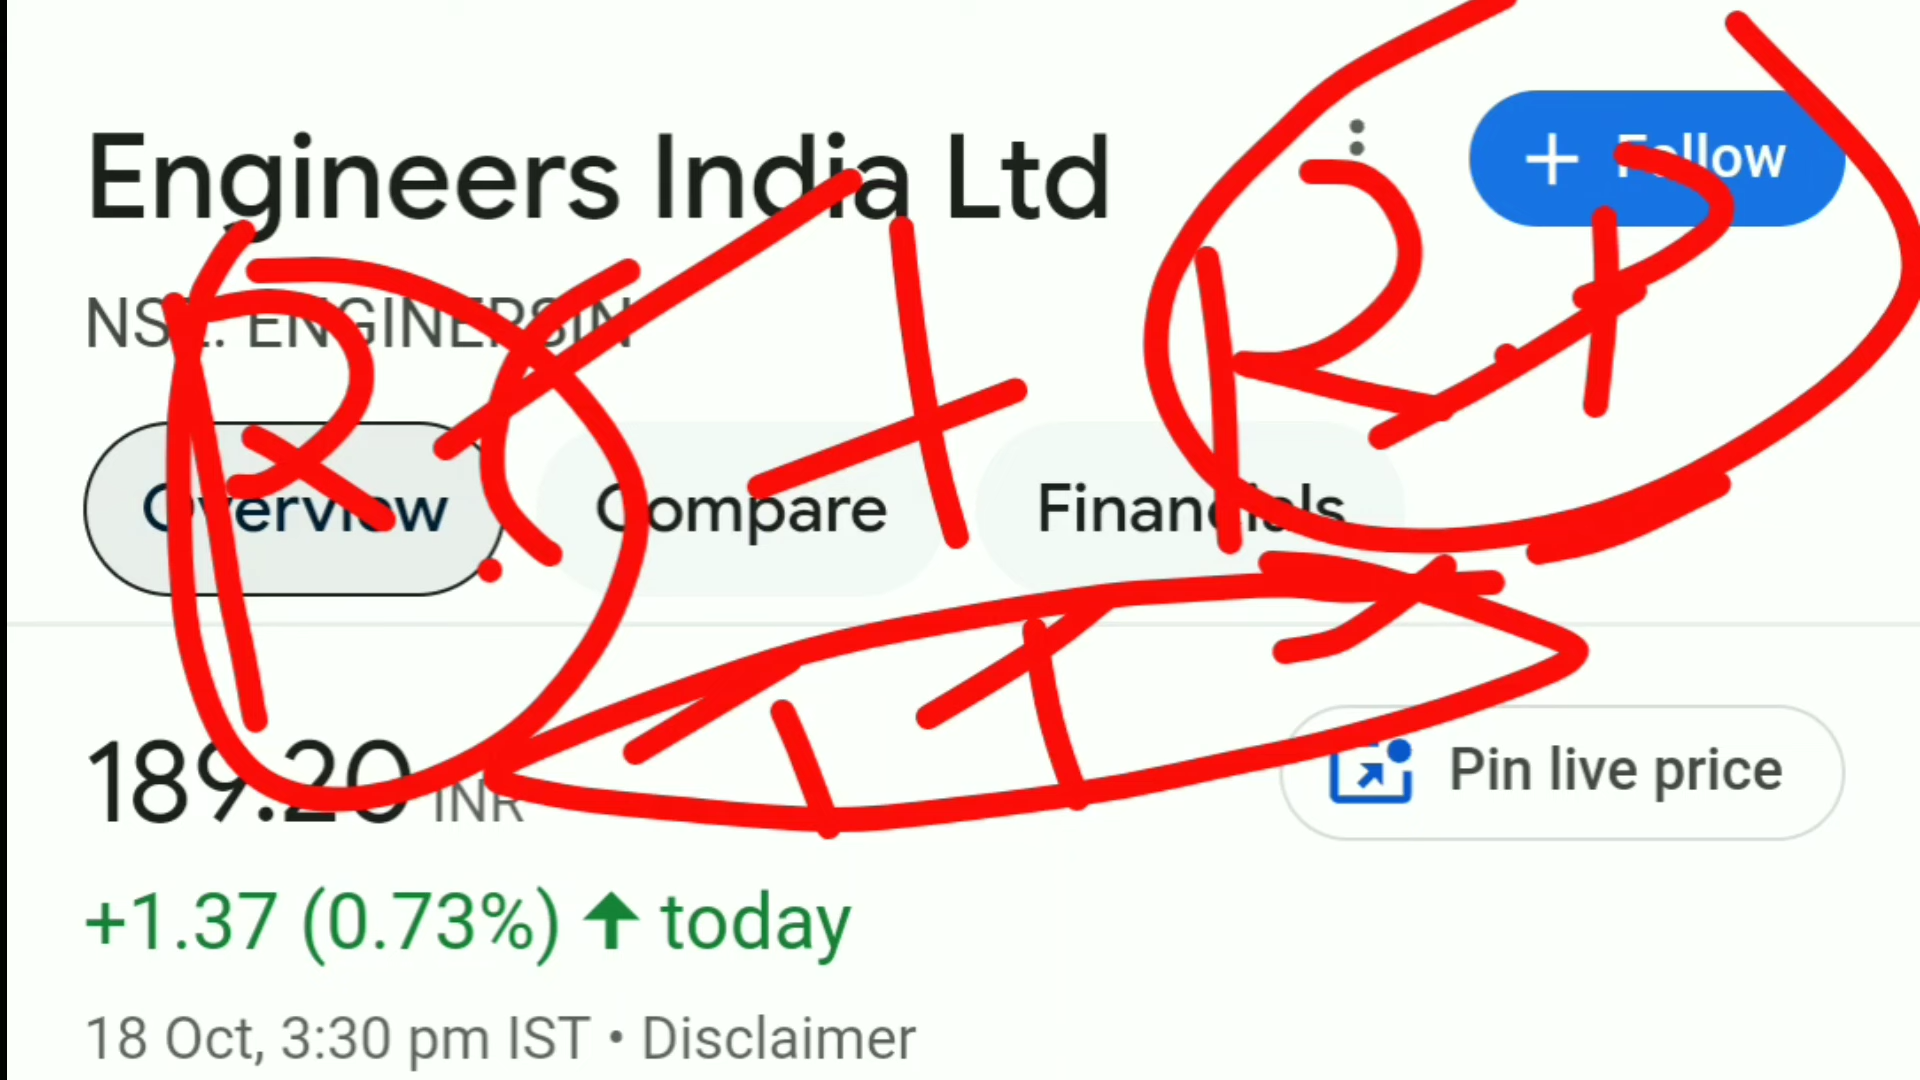 Engineers India Ltd
+ Follow
NSE: ENGINERSIN
Overview Compare Financials
189.20 INR
Pin live price
+1.37 (0.73%) ↑ today
18 Oct, 3:30 pm IST • Disclaimer